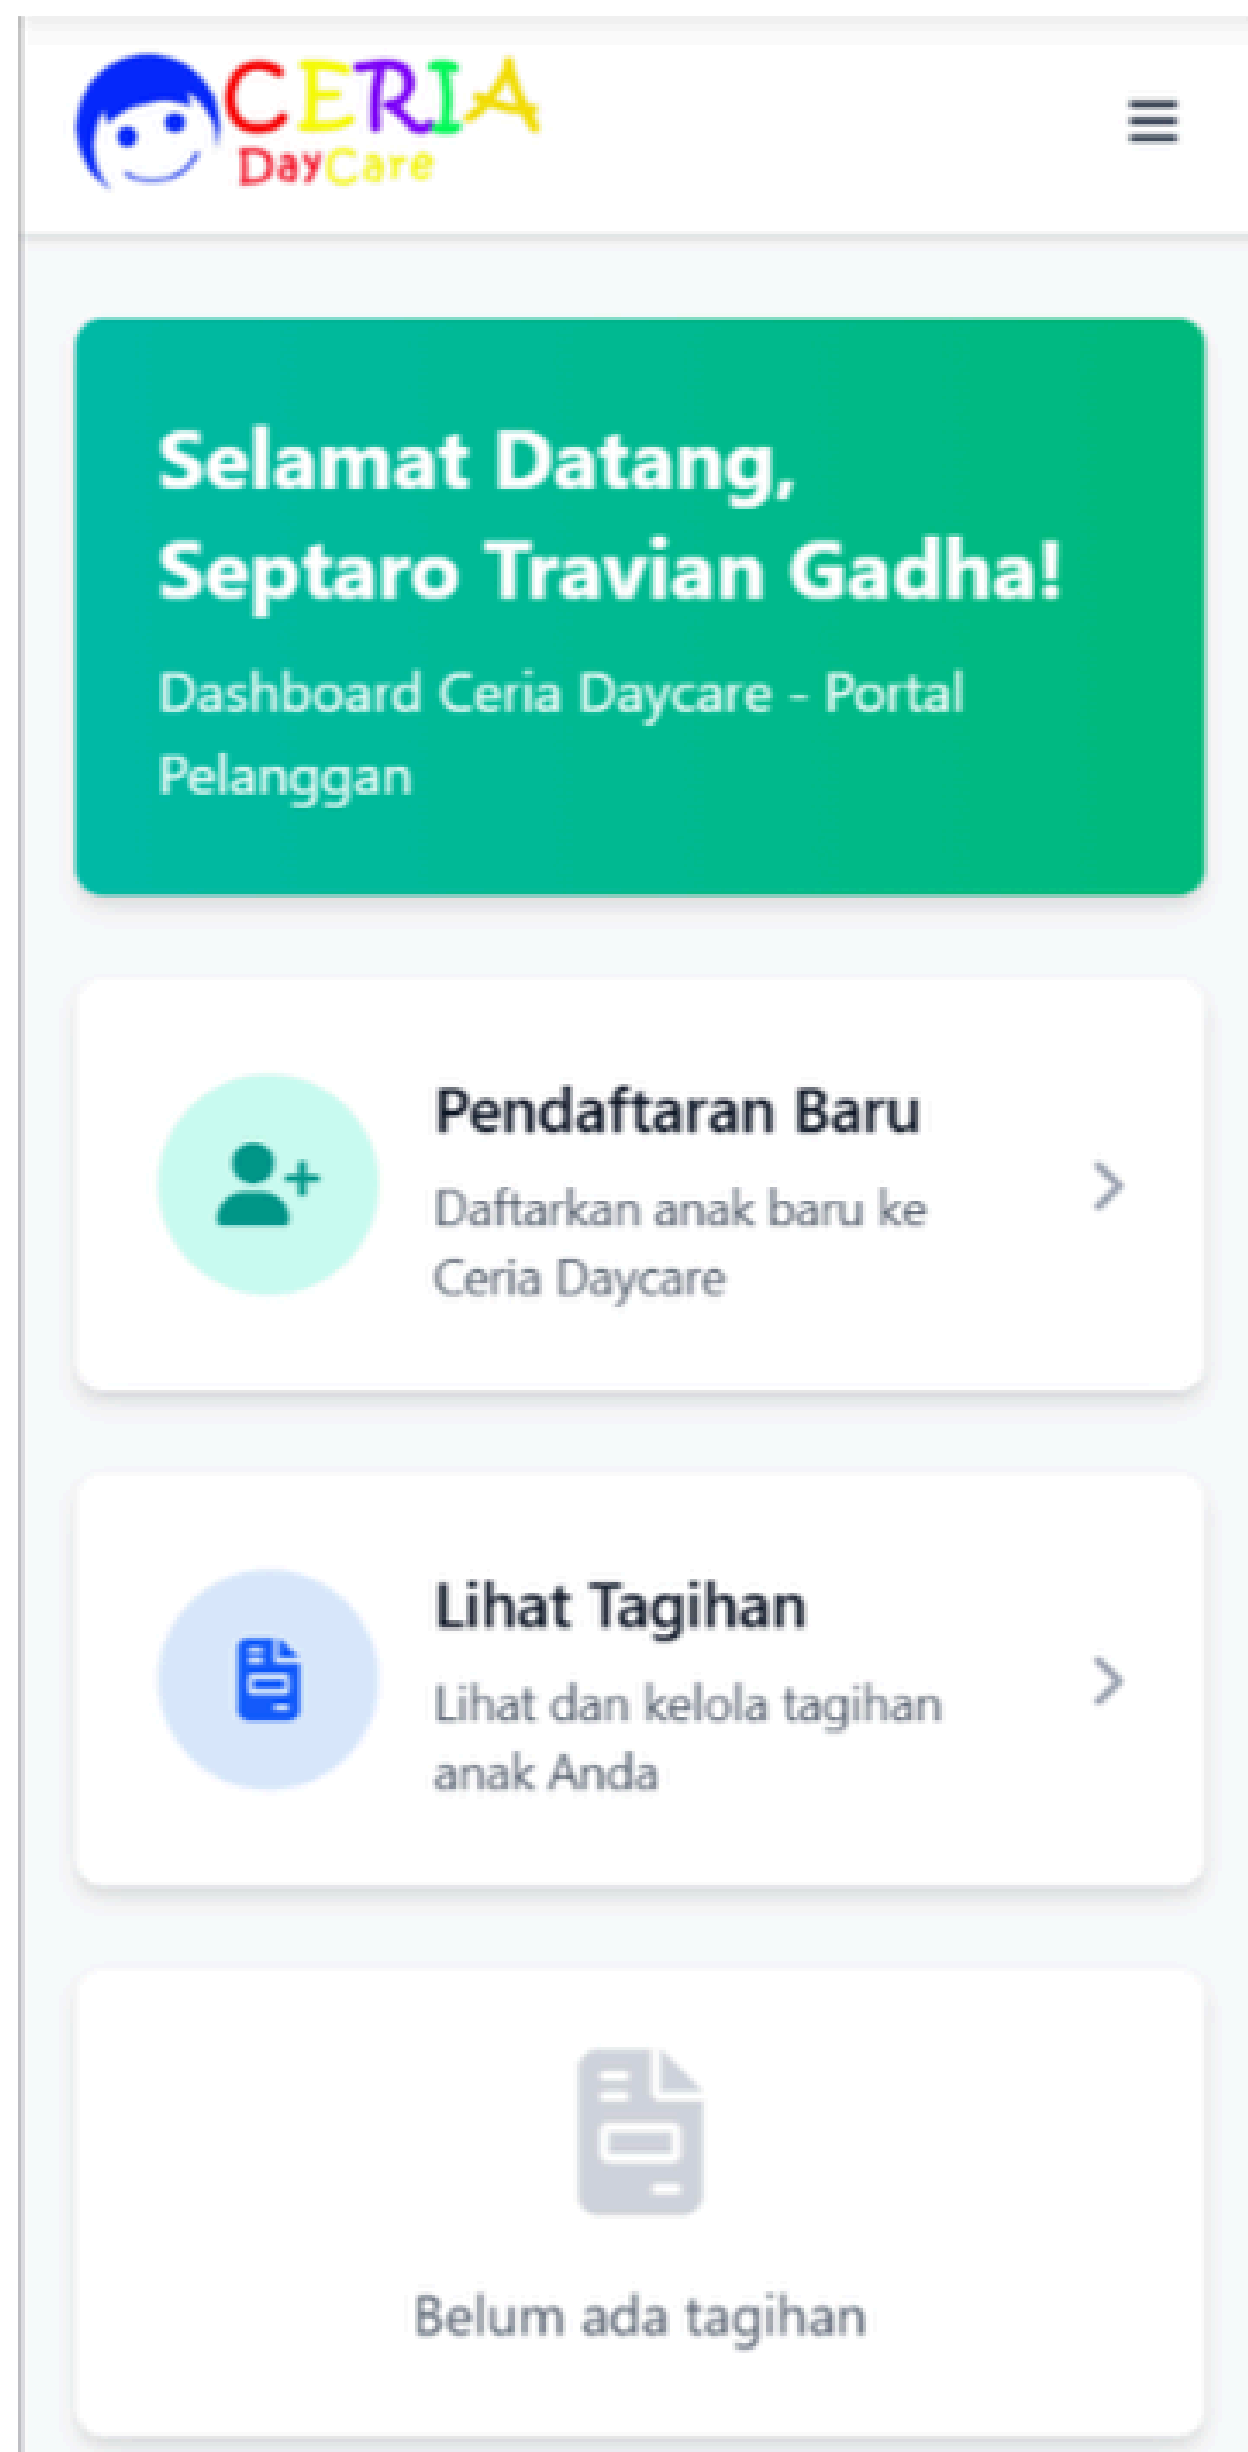 CERIA
DayCare
Selamat Datang,
Septaro Travian Gadha!
Dashboard Ceria Daycare - Portal
Pelanggan
Pendaftaran Baru
Daftarkan anak baru ke
Ceria Daycare
Lihat Tagihan
Lihat dan kelola tagihan
anak Anda
Belum ada tagihan